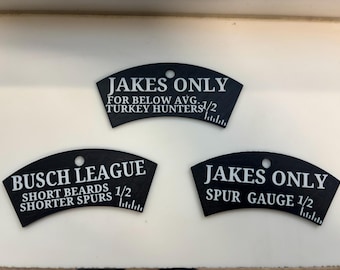 JAKES ONLY
FOR BELOW AVG.
TURKEY HUNTERS 1/2
BUSCH LEAGUE
SHORT BEARDS
SHORTER SPURS 1/2
JAKES ONLY
SPUR GAUGE 1/2